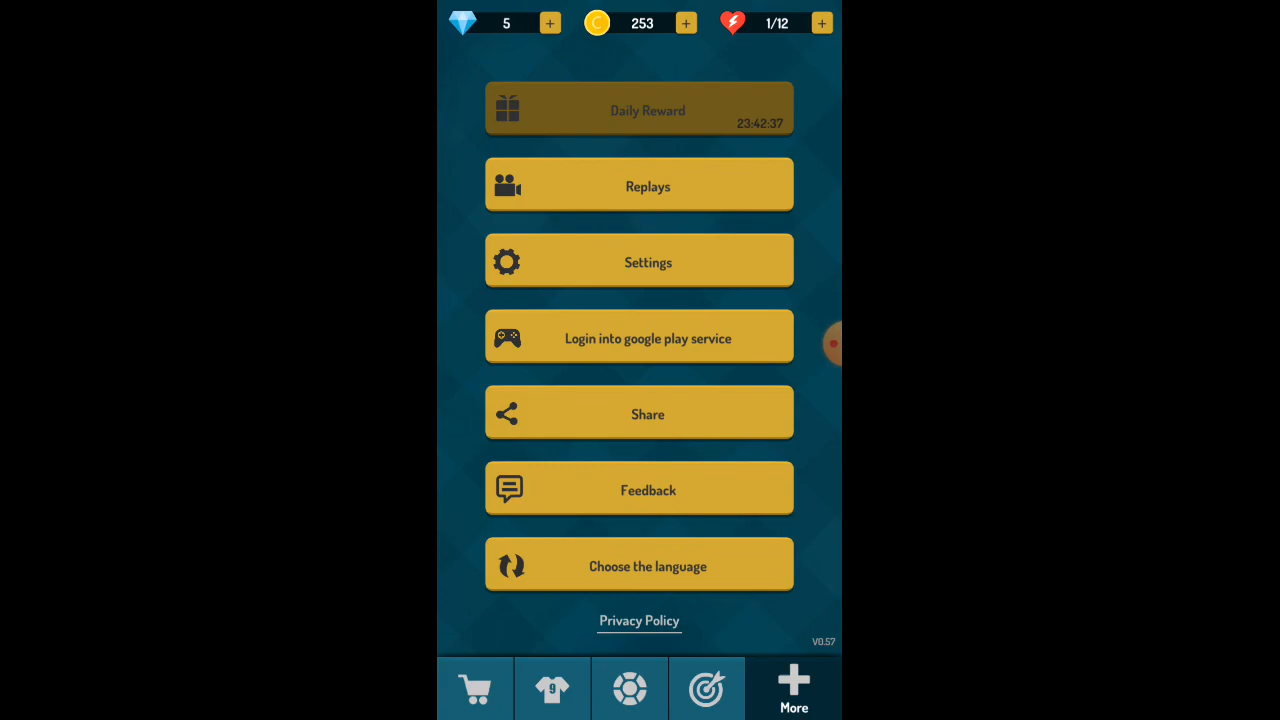 5 + 253 + 1/12 +
Daily Reward
23:42:37
Replays
Settings
Login into google play service
Share
Feedback
Choose the language
Privacy Policy
V0.57
9
More